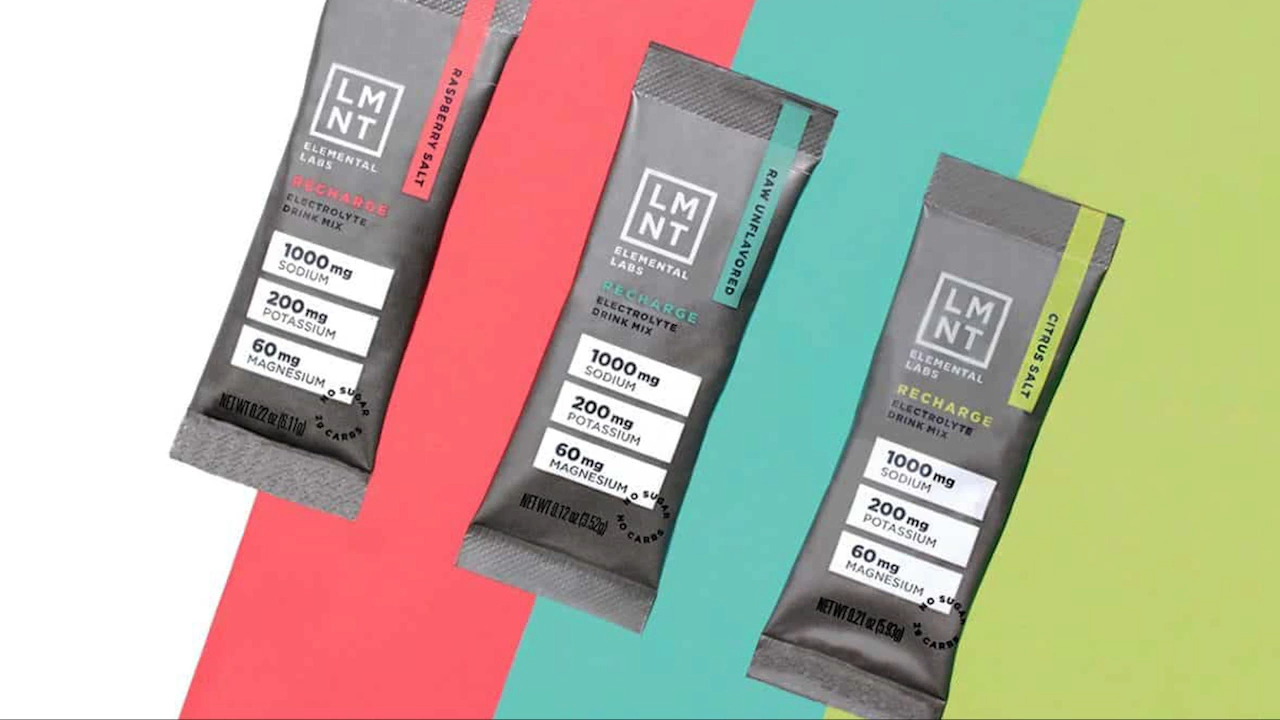 LM
NT
ELEMENTAL
LABS
RECHARGE
ELECTROLYTE
DRINK MIX
1000mg
SODIUM
200mg
POTASSIUM
60mg
MAGNESIUM
NO SUGAR
2g CARBS
NET WT 0.22 oz (6.11g)
RASPBERRY SALT
LM
NT
ELEMENTAL
LABS
RECHARGE
ELECTROLYTE
DRINK MIX
1000mg
SODIUM
200mg
POTASSIUM
60mg
MAGNESIUM
NO SUGAR
NO CARBS
NET WT 0.12 oz (3.52g)
RAW UNFLAVORED
LM
NT
ELEMENTAL
LABS
RECHARGE
ELECTROLYTE
DRINK MIX
1000mg
SODIUM
200mg
POTASSIUM
60mg
MAGNESIUM
NO SUGAR
2g CARBS
NET WT 0.21 oz (5.93g)
CITRUS SALT